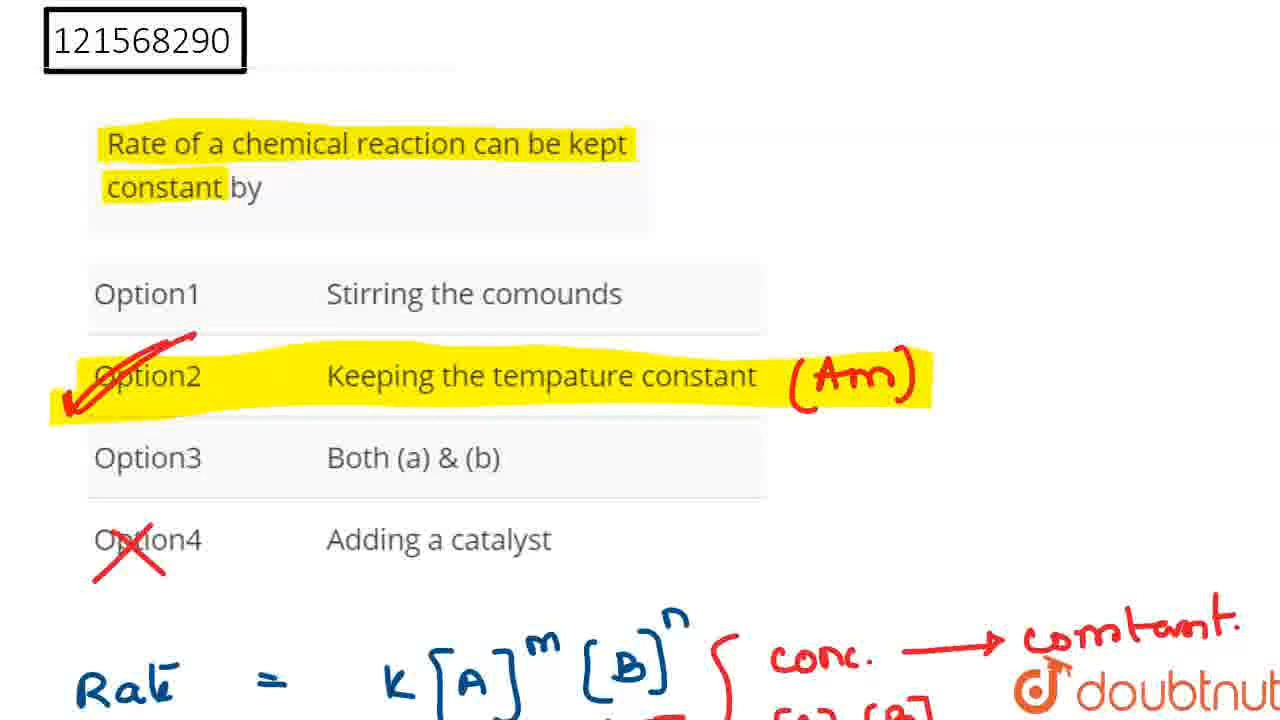 121568290
Rate of a chemical reaction can be kept
constant by
Option1 Stirring the comounds
Option2 Keeping the tempature constant (Am)
Option3 Both (a) & (b)
Option4 Adding a catalyst
Rate = K[A]^m [B]^n { conc. → constant.
[B]
doubtnut